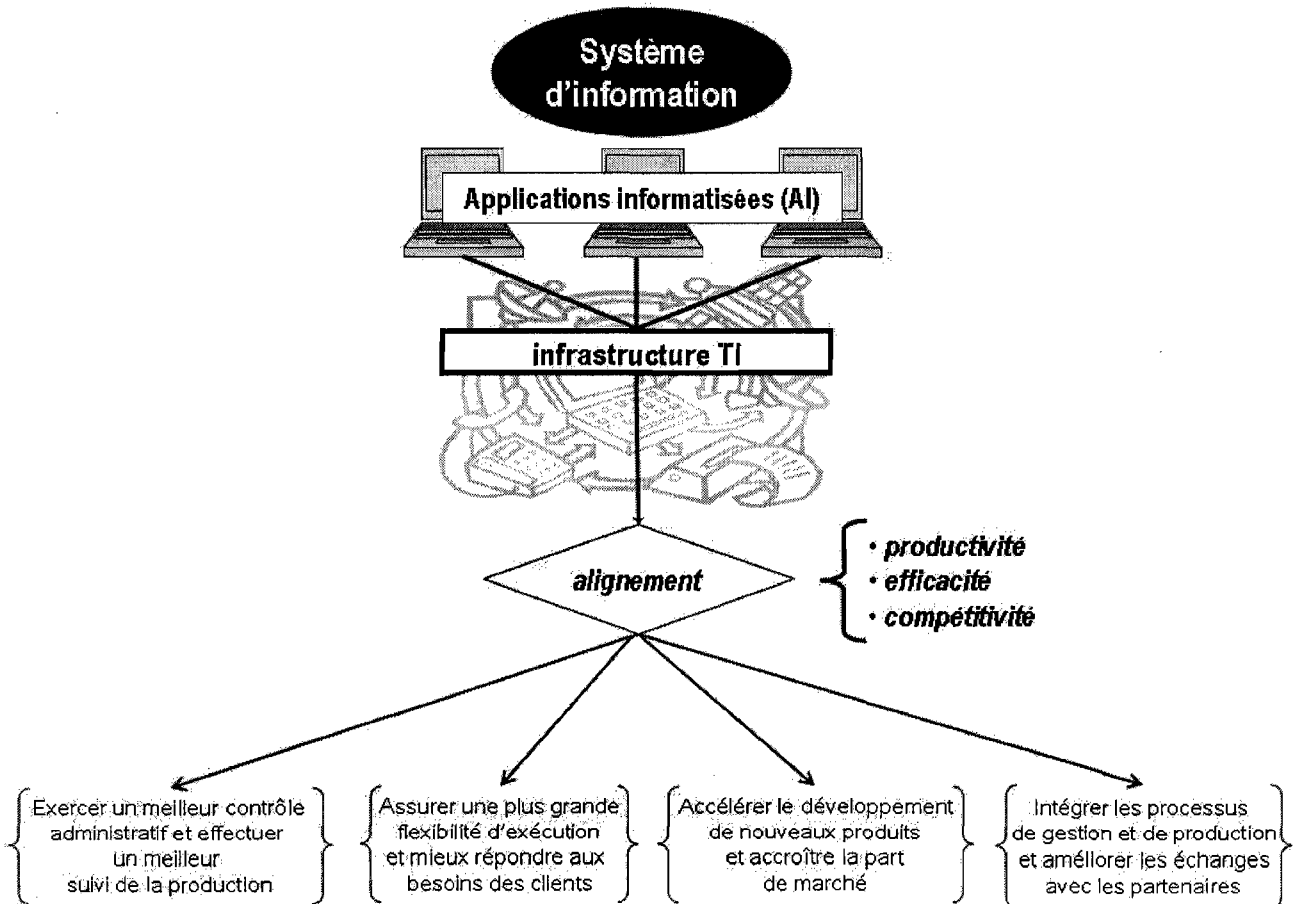 Système
d'information
Applications informatisées (AI)
infrastructure TI
alignement
• productivité
• efficacité
• compétitivité
Exercer un meilleur contrôle
administratif et effectuer
un meilleur
suivi de la production
Assurer une plus grande
flexibilité d'exécution
et mieux répondre aux
besoins des clients
Accélérer le développement
de nouveaux produits
et accroître la part
de marché
Intégrer les processus
de gestion et de production
et améliorer les échanges
avec les partenaires